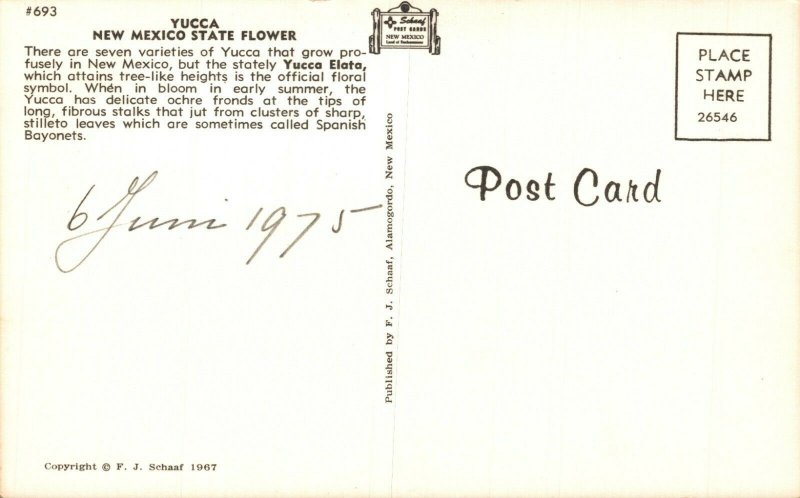 #693
YUCCA
NEW MEXICO STATE FLOWER
There are seven varieties of Yucca that grow pro-
fusely in New Mexico, but the stately Yucca Elata,
which attains tree-like heights is the official floral
symbol. When in bloom in early summer, the
Yucca has delicate ochre fronds at the tips of
long, fibrous stalks that jut from clusters of sharp,
stilleto leaves which are sometimes called Spanish
Bayonets.
6 Juni 1975
Copyright © F. J. Schaaf 1967
Schaaf
POST CARDS
NEW MEXICO
Land of Enchantment
Published by F. J. Schaaf, Alamogordo, New Mexico
Post Card
PLACE
STAMP
HERE
26546